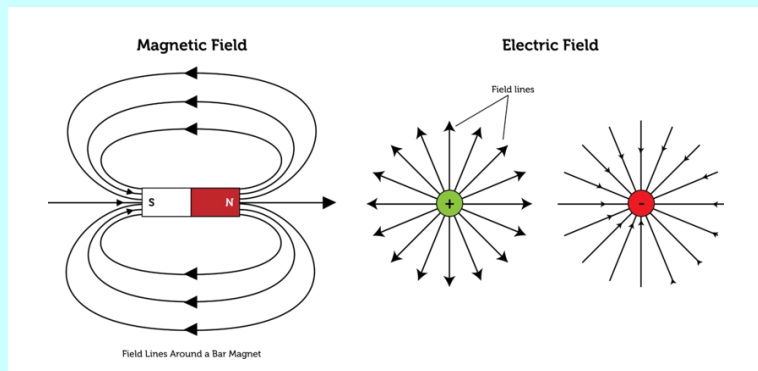 Magnetic Field
Electric Field
Field lines
S
N
+
-
Field Lines Around a Bar Magnet